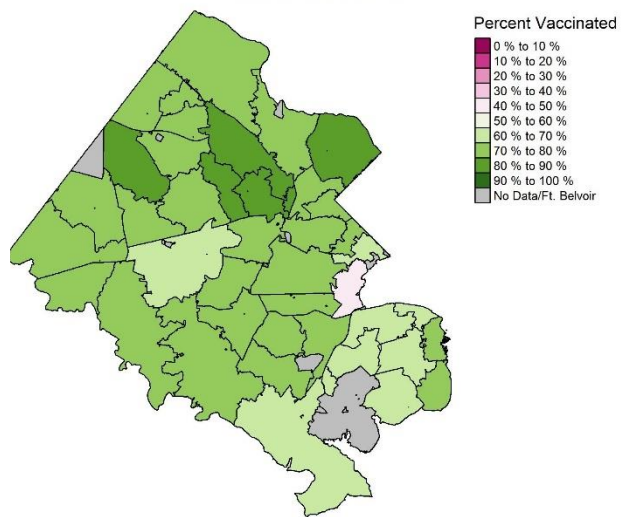 Percent Vaccinated
0 % to 10 %
10 % to 20 %
20 % to 30 %
30 % to 40 %
40 % to 50 %
50 % to 60 %
60 % to 70 %
70 % to 80 %
80 % to 90 %
90 % to 100 %
No Data/Ft. Belvoir